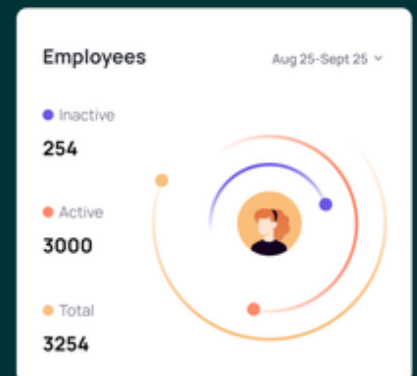 Employees
Aug 25-Sept 25
Inactive
254
Active
3000
Total
3254